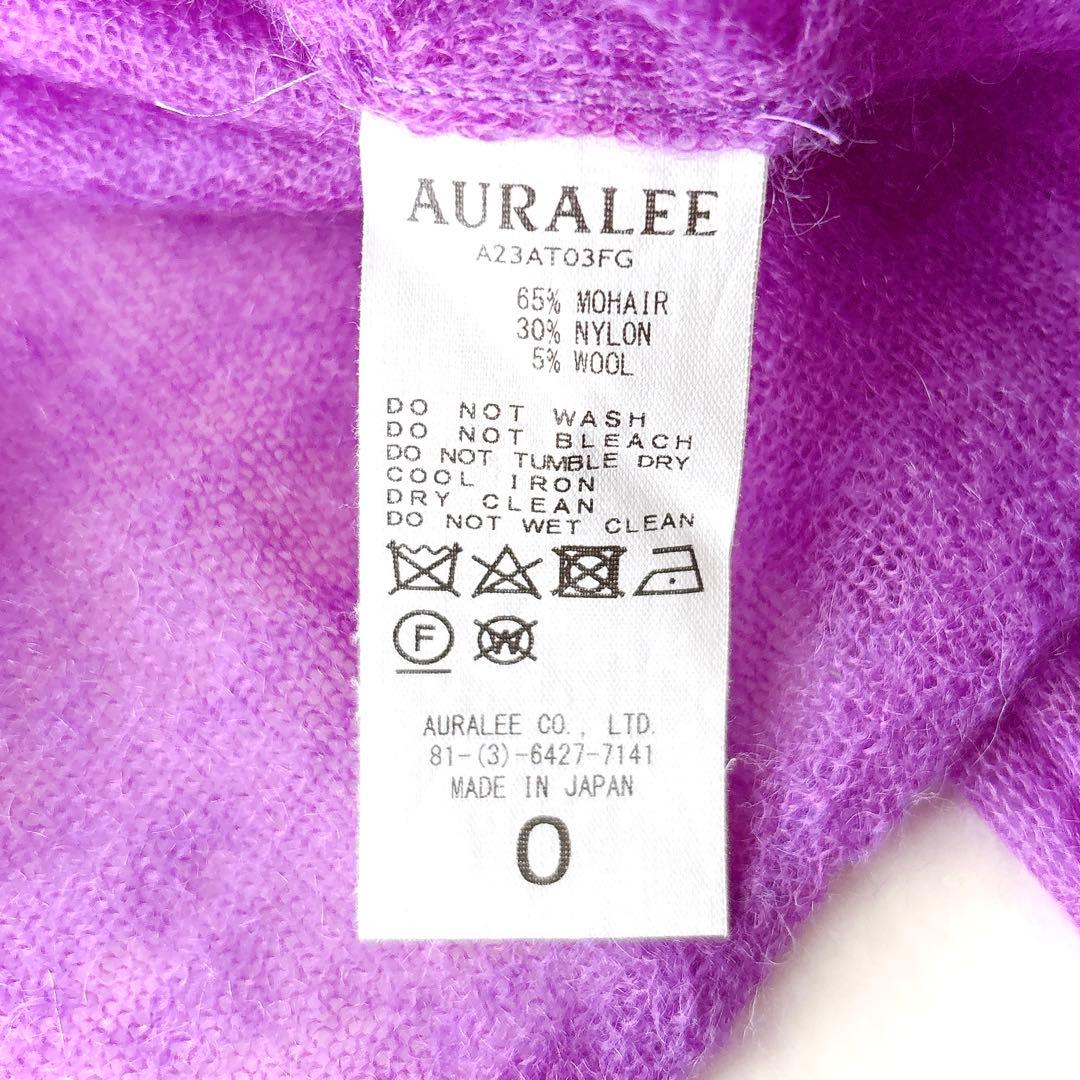 AURALEE
A23AT03FG
65% MOHAIR
30% NYLON
5% WOOL
DO NOT WASH
DO NOT BLEACH
DO NOT TUMBLE DRY
COOL IRON
DRY CLEAN
DO NOT WET CLEAN
F W
AURALEE CO., LTD.
81-(3)-6427-7141
MADE IN JAPAN
0